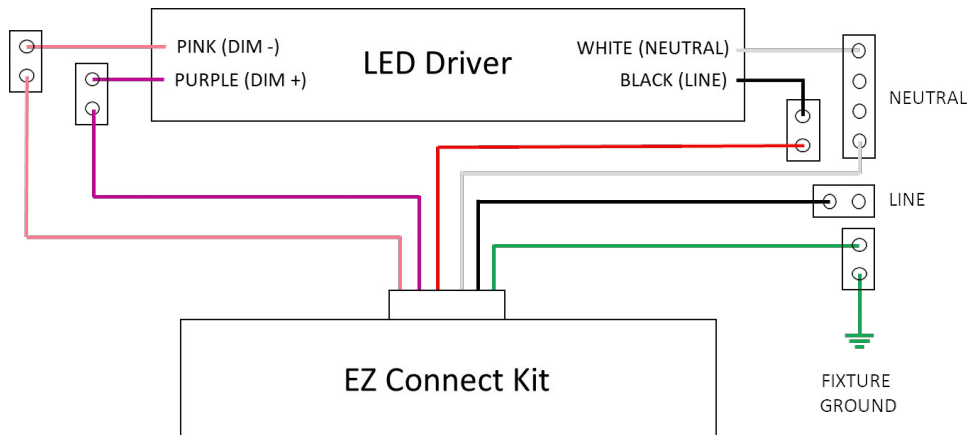 PINK (DIM -)
PURPLE (DIM +)
LED Driver
WHITE (NEUTRAL)
BLACK (LINE)
NEUTRAL
LINE
EZ Connect Kit
FIXTURE
GROUND